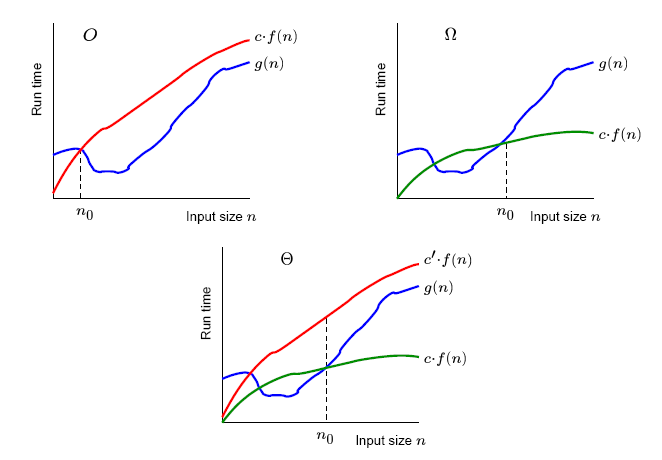 O
c·f(n)
g(n)
Run time
n₀
Input size n
Ω
g(n)
c·f(n)
Run time
n₀
Input size n
Θ
c′·f(n)
g(n)
c·f(n)
Run time
n₀
Input size n